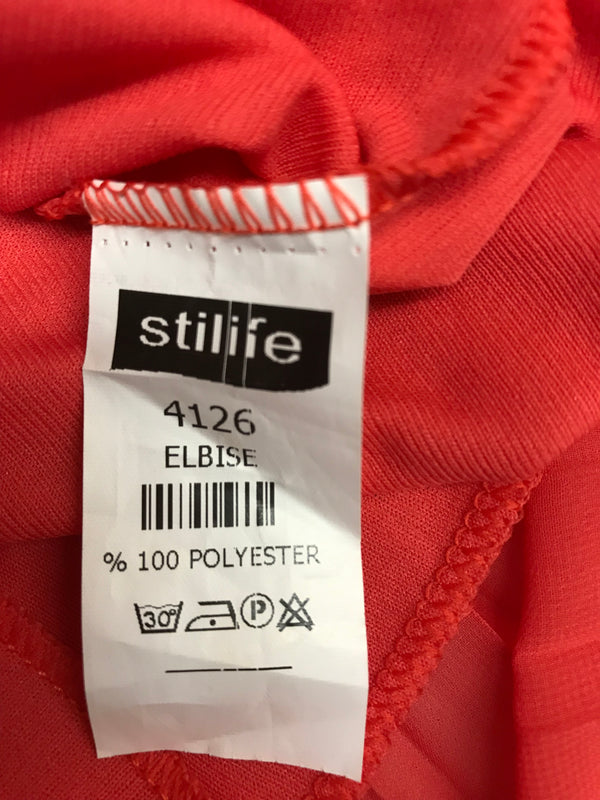 stilife
4126
ELBISE
% 100 POLYESTER
30°
P